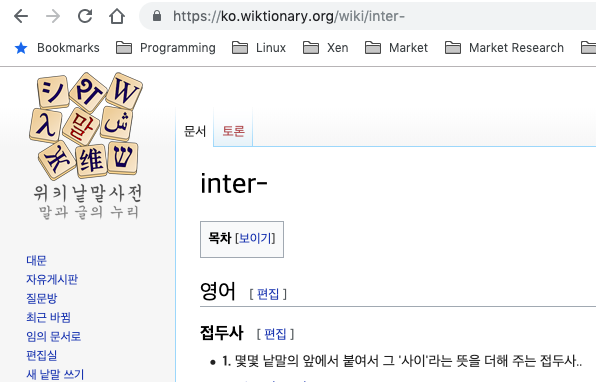 https://ko.wiktionary.org/wiki/inter-
Bookmarks Programming Linux Xen Market Market Research
シ W
λ 말 ش
维 ש
위키낱말사전
말과 글의 누리
문서 토론
inter-
목차 [보이기]
대문
자유게시판
질문방
최근 바뀜
임의 문서로
편집실
새 낱말 쓰기
영어 [ 편집 ]
접두사 [ 편집 ]
• 1. 몇몇 낱말의 앞에서 붙여서 그 '사이'라는 뜻을 더해 주는 접두사..